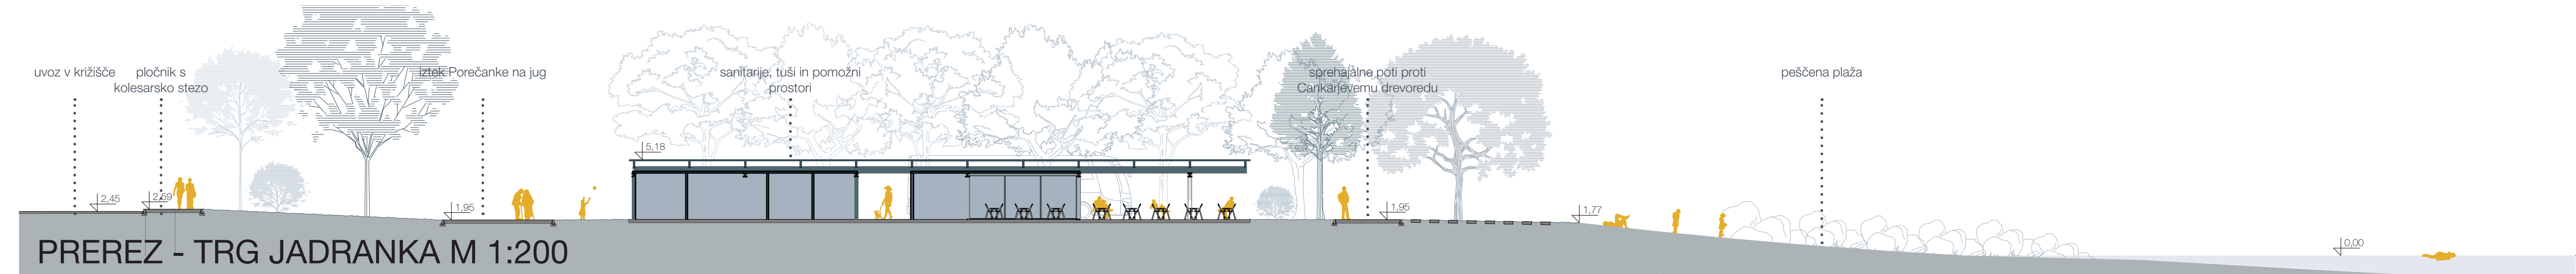 uvoz v križišče
pločnik s
kolesarsko stezo
iztek Porečanke na jug
sanitarije, tuši in pomožni
prostori
sprehajalne poti proti
Cankarjevemu drevoredu
peščena plaža
5,18
2,45
2,59
1,95
1,95
1,77
0,00
PREREZ - TRG JADRANKA M 1:200